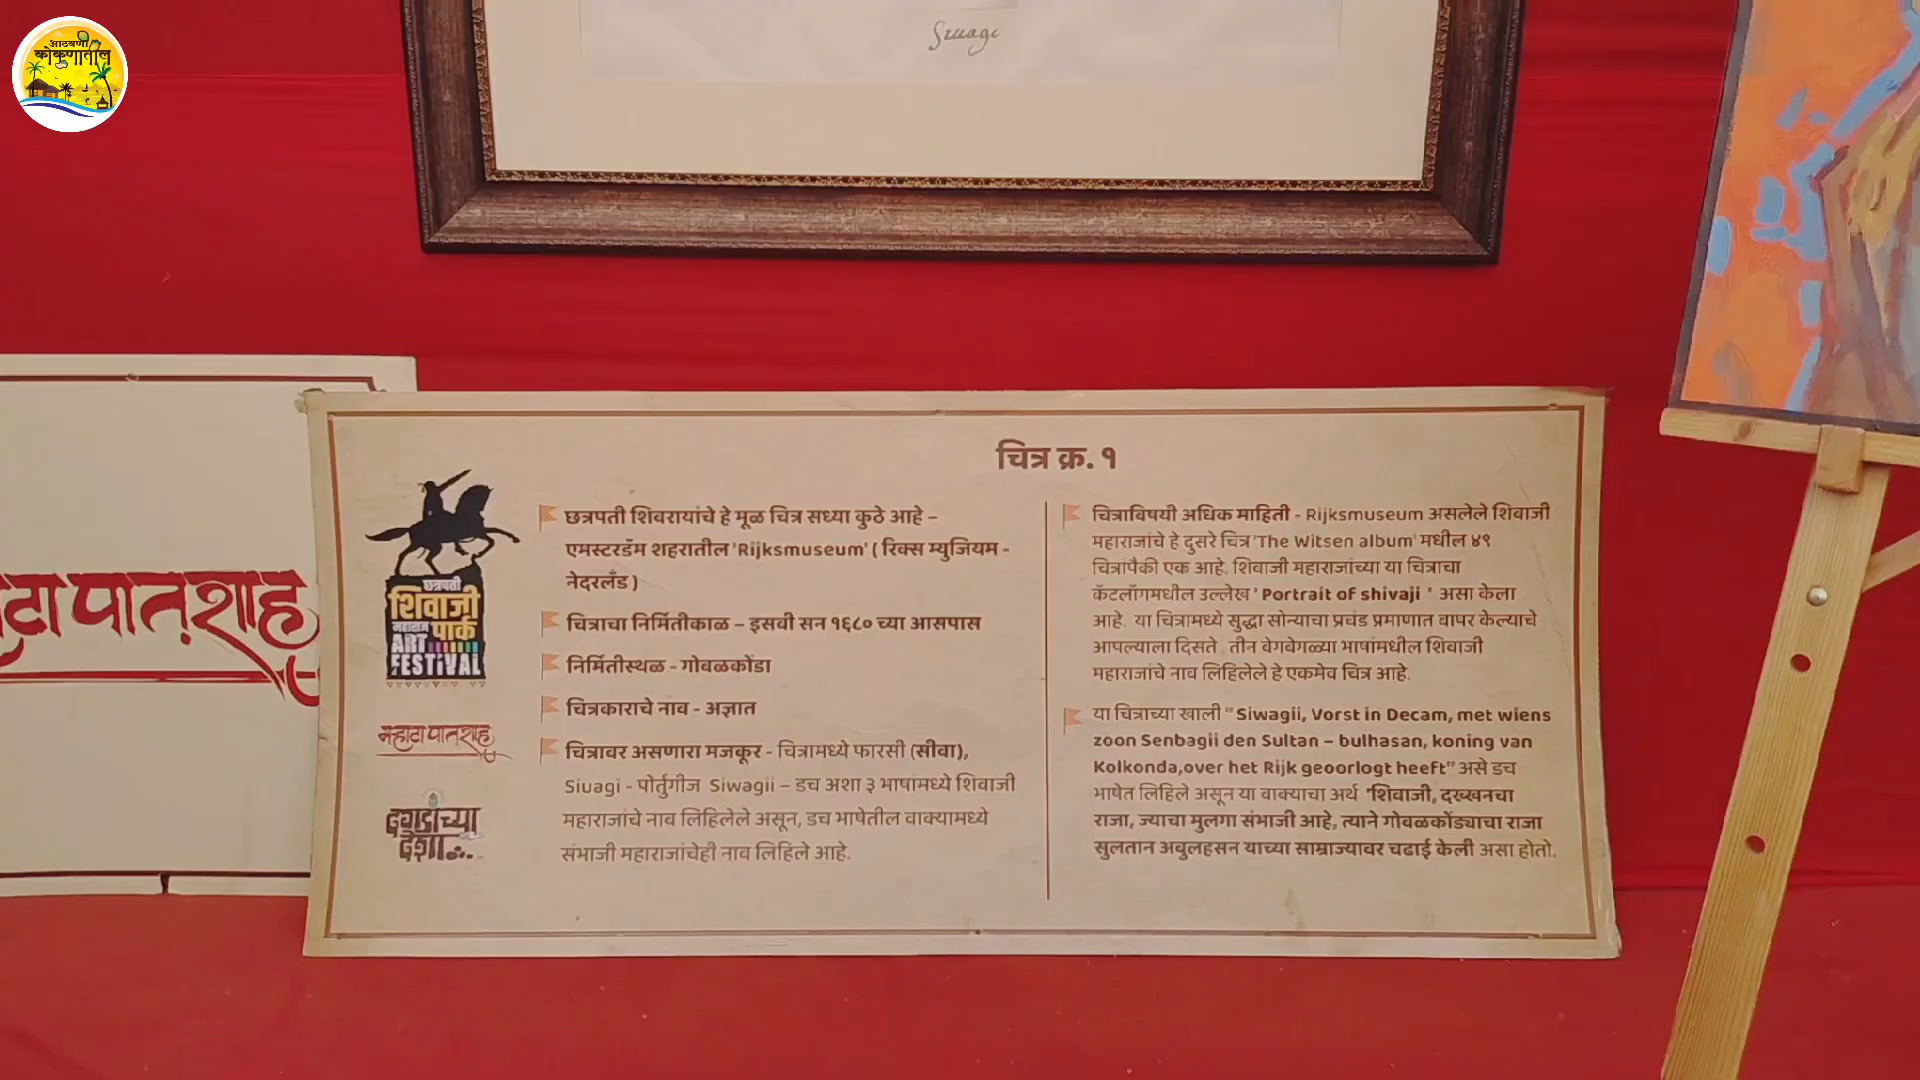 आठवणी
कोकणातील
Siuagi
टा पातशाह
चित्र क्र. १
छत्रपती
शिवाजी
महाराज पार्क
ART
FESTIVAL
मऱ्हाटा पातशाह
दगडांच्या
देशा...
छत्रपती शिवरायांचे हे मूळ चित्र सध्या कुठे आहे –
एमस्टरडॅम शहरातील 'Rijksmuseum' ( रिक्स म्युजियम -
नेदरलँड )
चित्राचा निर्मितीकाळ – इसवी सन १६८० च्या आसपास
निर्मितीस्थळ - गोवळकोंडा
चित्रकाराचे नाव - अज्ञात
चित्रावर असणारा मजकूर - चित्रामध्ये फारसी (सीवा),
Siuagi - पोर्तुगीज Siwagii – डच अशा ३ भाषांमध्ये शिवाजी
महाराजांचे नाव लिहिलेले असून, डच भाषेतील वाक्यामध्ये
संभाजी महाराजांचेही नाव लिहिले आहे.
चित्राविषयी अधिक माहिती - Rijksmuseum असलेले शिवाजी
महाराजांचे हे दुसरे चित्र 'The Witsen album' मधील ४९
चित्रांपैकी एक आहे. शिवाजी महाराजांच्या या चित्राचा
कॅटलॉगमधील उल्लेख ' Portrait of shivaji ' असा केला
आहे. या चित्रामध्ये सुद्धा सोन्याचा प्रचंड प्रमाणात वापर केल्याचे
आपल्याला दिसते . तीन वेगवेगळ्या भाषांमधील शिवाजी
महाराजांचे नाव लिहिलेले हे एकमेव चित्र आहे.
या चित्राच्या खाली " Siwagii, Vorst in Decam, met wiens
zoon Senbagii den Sultan – bulhasan, koning van
Kolkonda,over het Rijk geoorlogt heeft" असे डच
भाषेत लिहिले असून या वाक्याचा अर्थ "शिवाजी, दख्खनचा
राजा, ज्याचा मुलगा संभाजी आहे, त्याने गोवळकोंड्याचा राजा
सुलतान अबुलहसन याच्या साम्राज्यावर चढाई केली असा होतो.